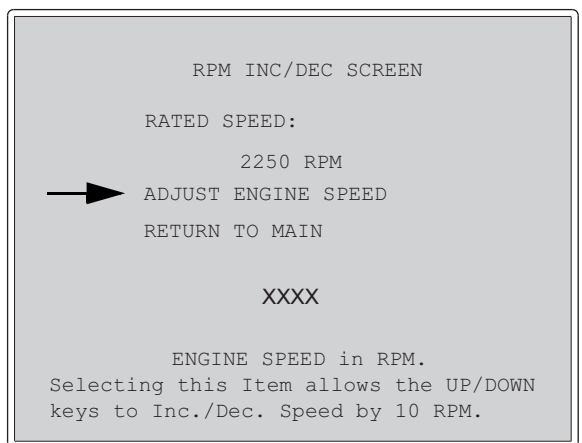 RPM INC/DEC SCREEN
RATED SPEED:
2250 RPM
ADJUST ENGINE SPEED
RETURN TO MAIN
XXXX
ENGINE SPEED in RPM.
Selecting this Item allows the UP/DOWN
keys to Inc./Dec. Speed by 10 RPM.